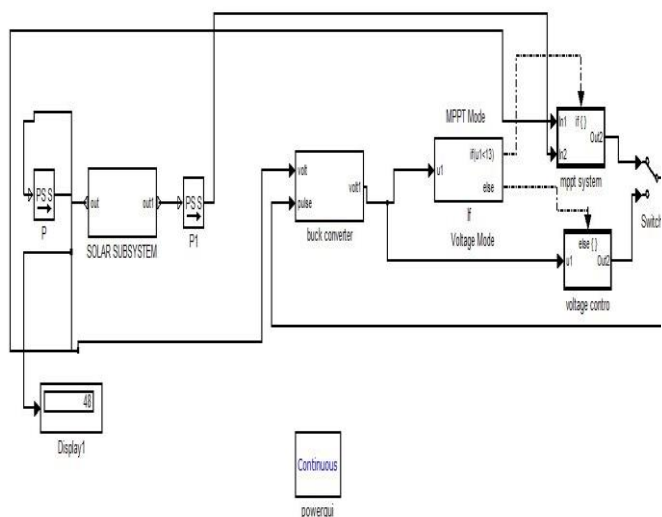 MPPT Mode
if { }
In1
Out2
In2
mppt system
if(u1<13)
u1
else
If
Voltage Mode
volt
volt1
pulse
buck converter
PS S
P
out
out1
SOLAR SUBSYSTEM
PS S
P1
Switch
else { }
u1
Out2
voltage contro
48
Display1
Continuous
powergui